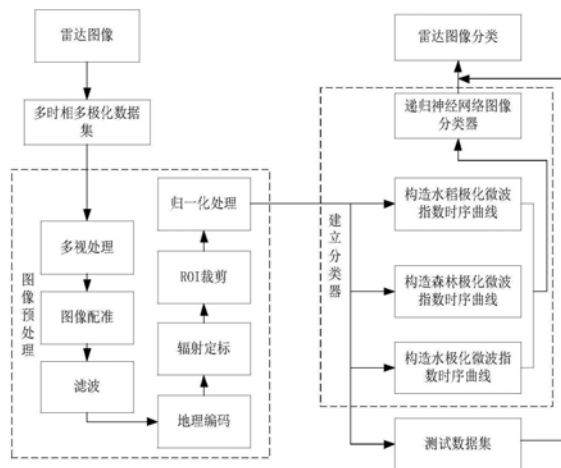 雷达图像
多时相多极化数据
集
图像预处理
多视处理
图像配准
滤波
地理编码
辐射定标
ROI裁剪
归一化处理
雷达图像分类
递归神经网络图像
分类器
建立分类器
构造水稻极化微波
指数时序曲线
构造森林极化微波
指数时序曲线
构造水极化微波指
数时序曲线
测试数据集